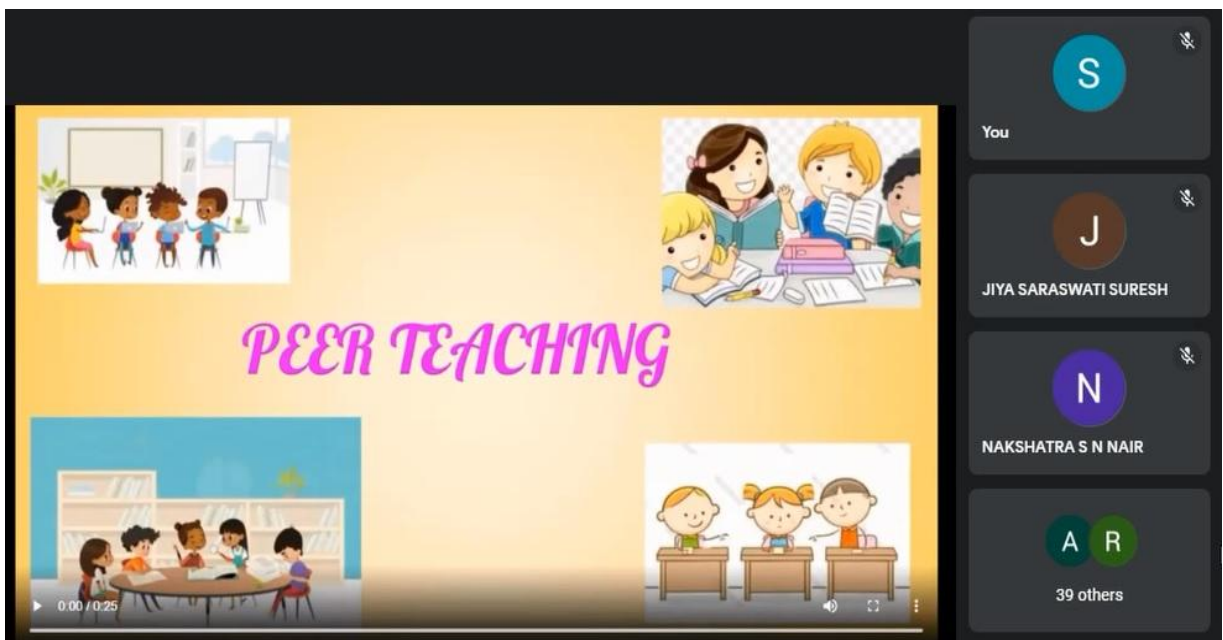 PEER TEACHING
0:00 / 0:25
S
You
J
JIYA SARASWATI SURESH
N
NAKSHATRA S N NAIR
A R
39 others